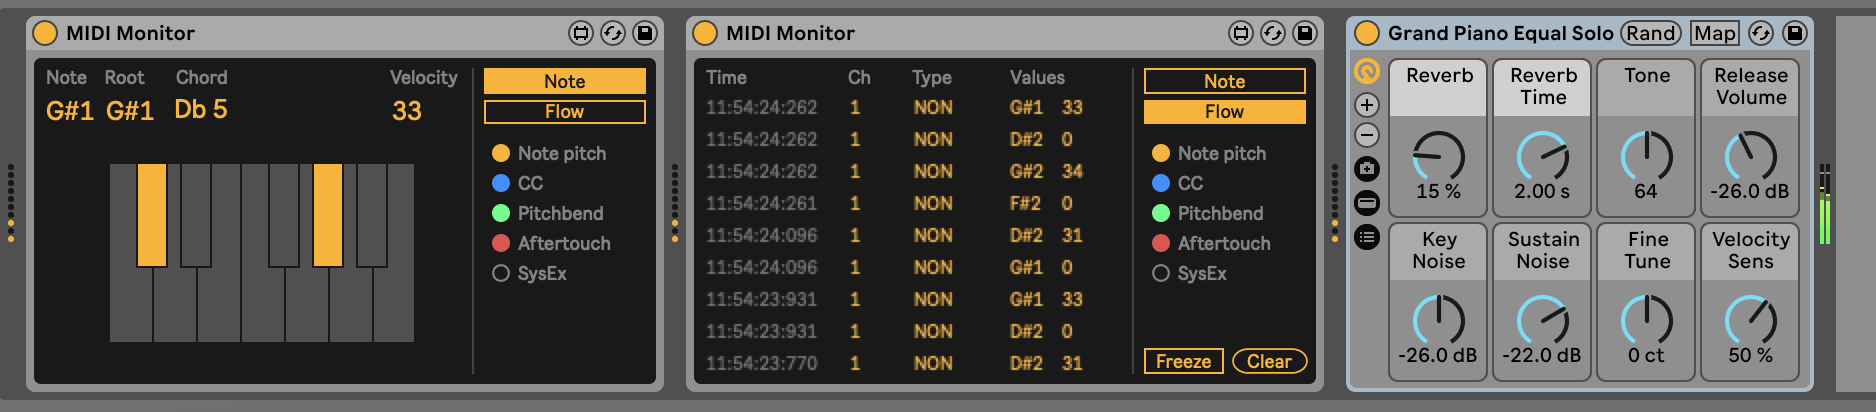 MIDI Monitor
Note Root Chord Velocity
G#1 G#1 Db 5 33
Note
Flow
Note pitch
CC
Pitchbend
Aftertouch
SysEx
MIDI Monitor
Time Ch Type Values
11:54:24:262 1 NON G#1 33
11:54:24:262 1 NON D#2 0
11:54:24:262 1 NON G#2 34
11:54:24:261 1 NON F#2 0
11:54:24:096 1 NON D#2 31
11:54:24:096 1 NON G#1 0
11:54:23:931 1 NON G#1 33
11:54:23:931 1 NON D#2 0
11:54:23:770 1 NON D#2 31
Note
Flow
Note pitch
CC
Pitchbend
Aftertouch
SysEx
Freeze Clear
Grand Piano Equal Solo Rand Map
Reverb
15 %
Reverb
Time
2.00 s
Tone
64
Release
Volume
-26.0 dB
Key
Noise
-26.0 dB
Sustain
Noise
-22.0 dB
Fine
Tune
0 ct
Velocity
Sens
50 %